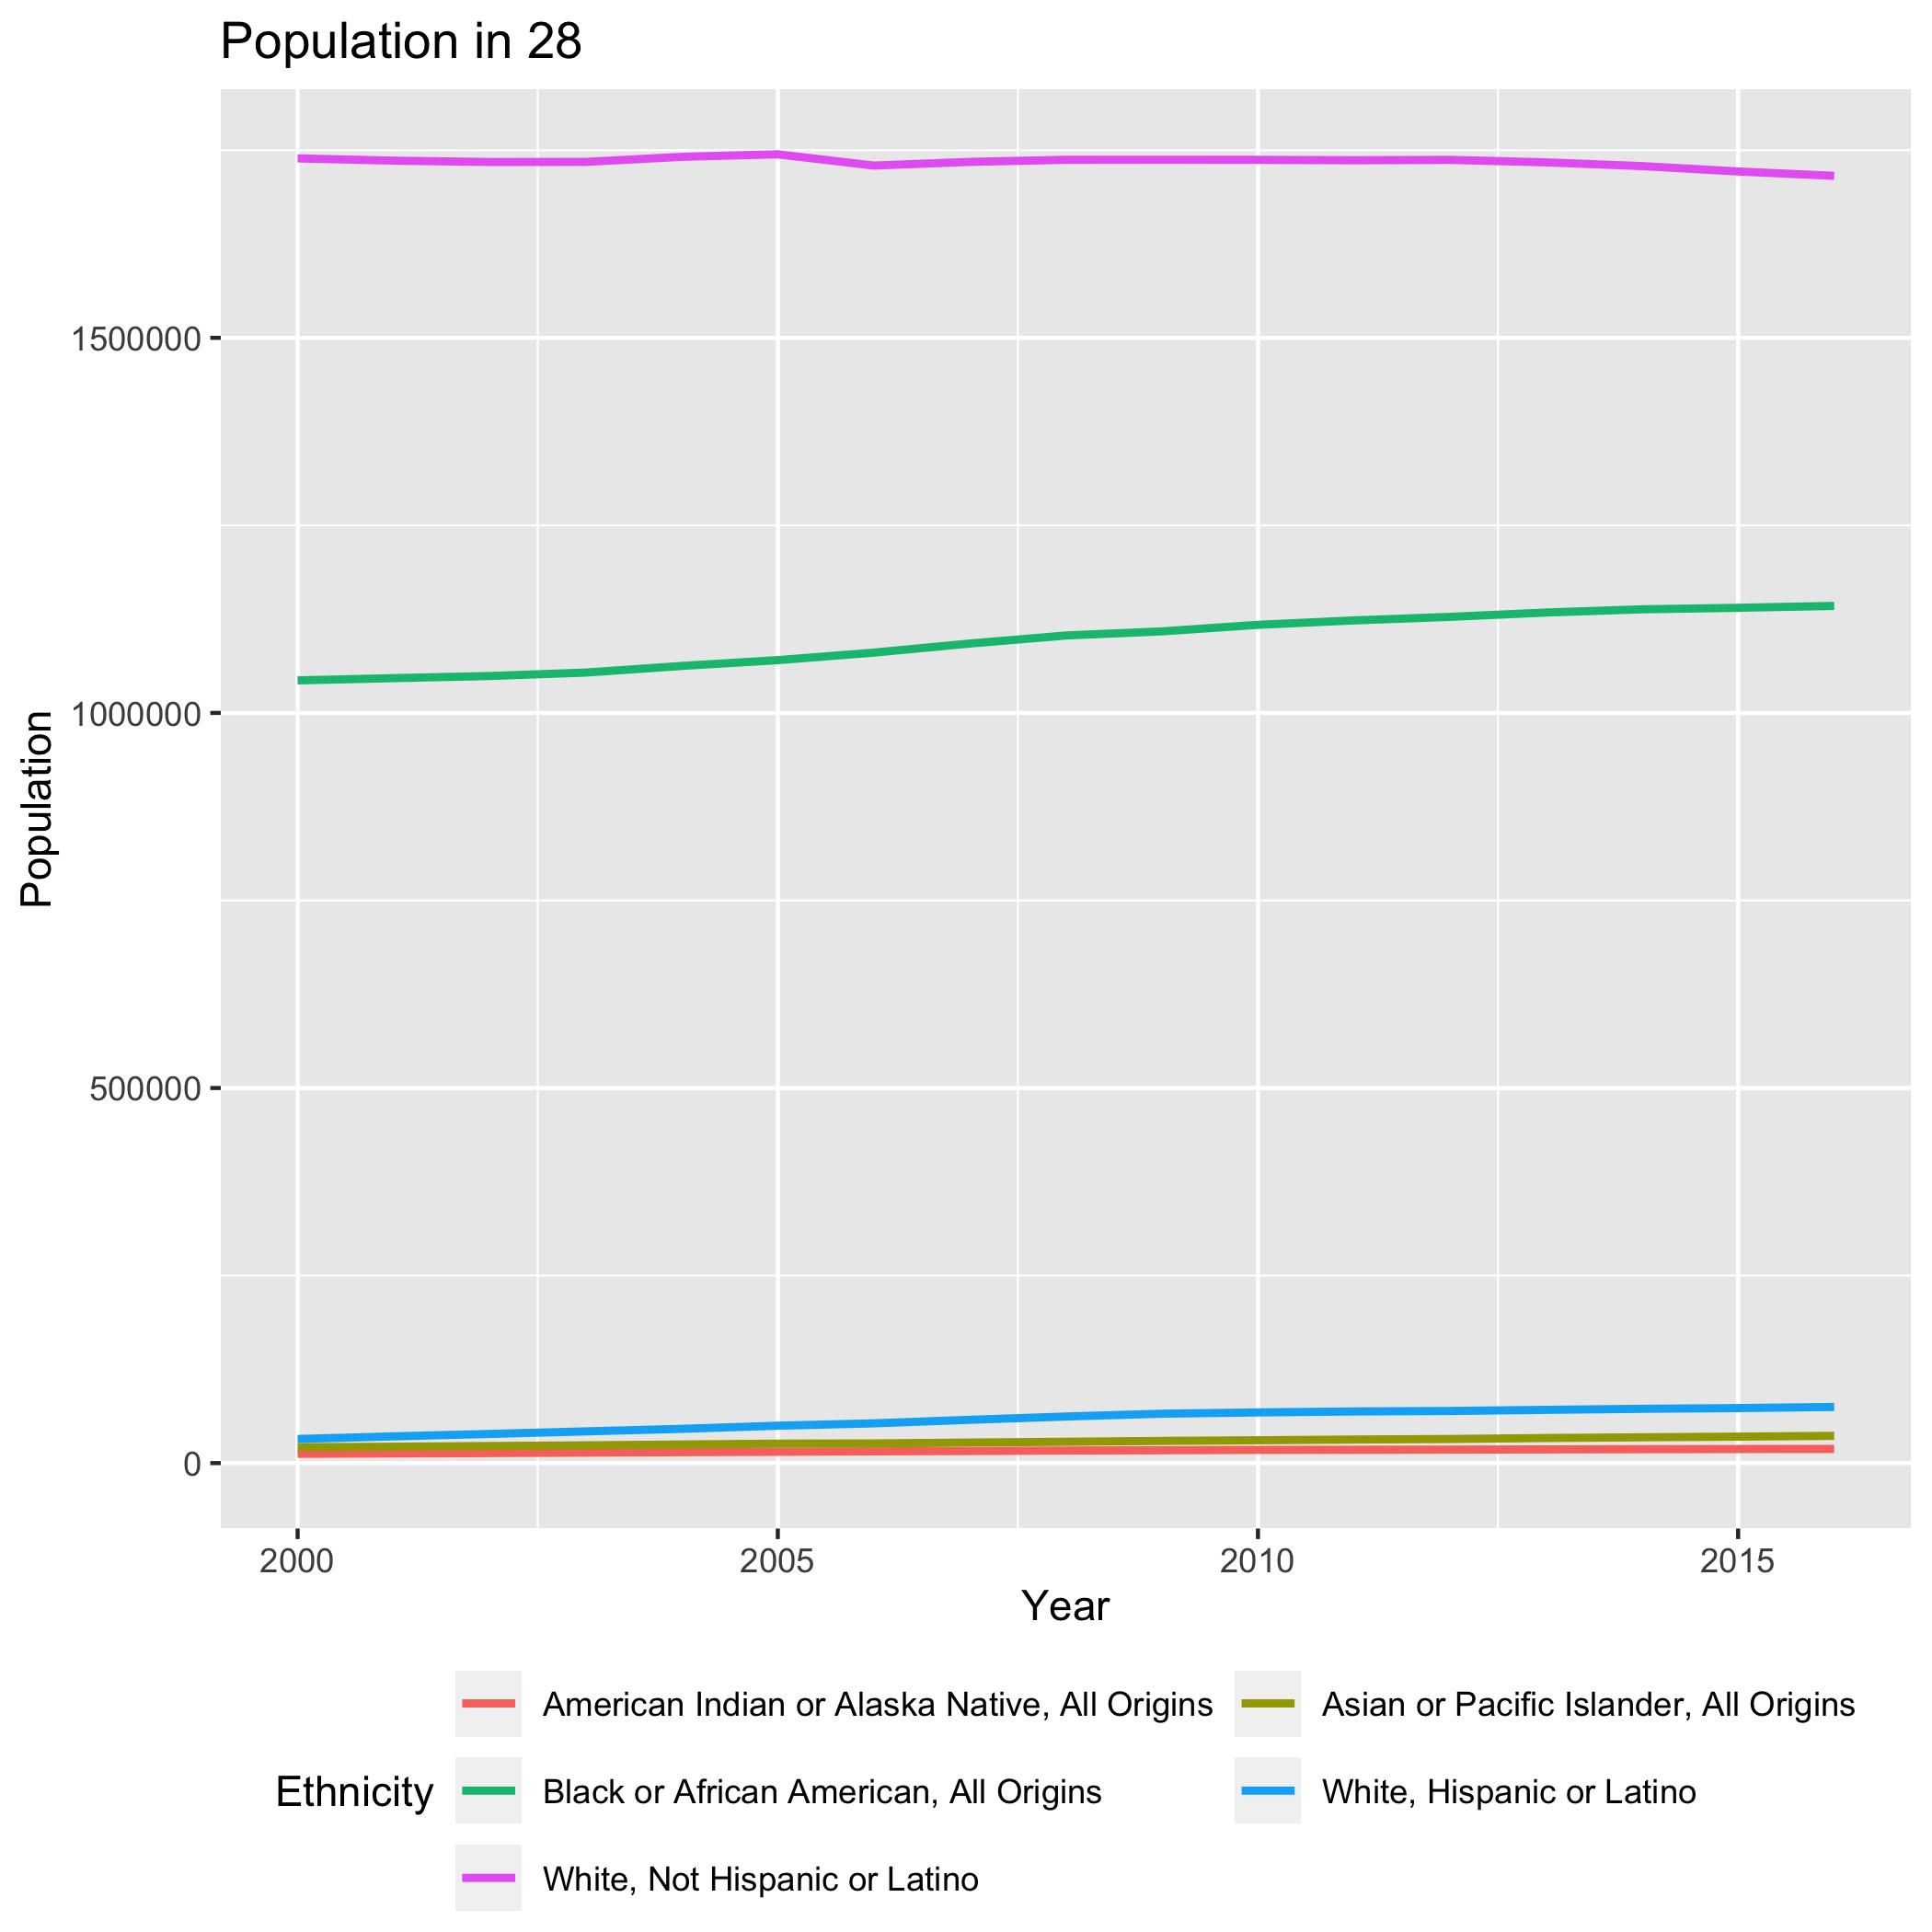 Population in 28
1500000
1000000
500000
0
Population
2000 2005 2010 2015
Year
Ethnicity
American Indian or Alaska Native, All Origins
Asian or Pacific Islander, All Origins
Black or African American, All Origins
White, Hispanic or Latino
White, Not Hispanic or Latino